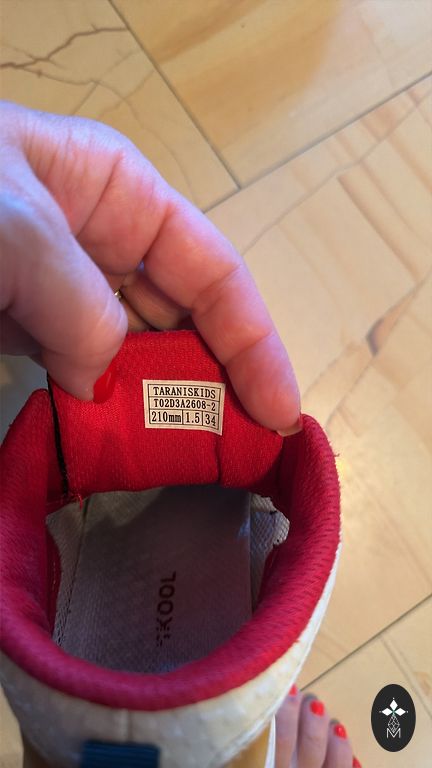 TARANISKIDS
T02D3A2608-2
210mm 1.5 34
KOOL
M